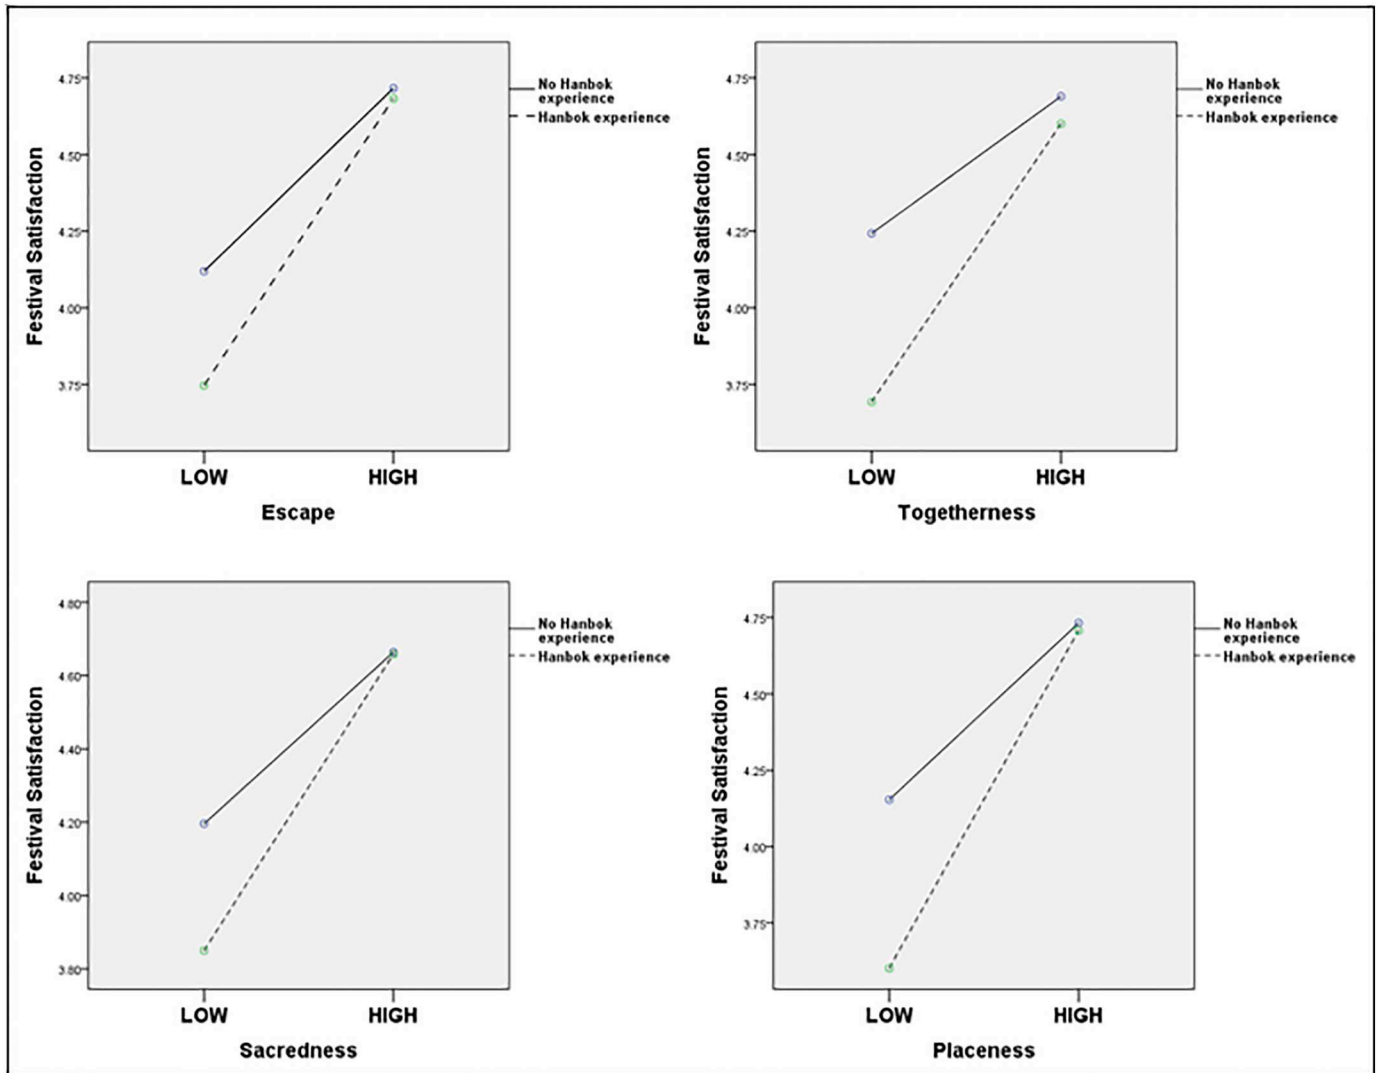 4.75
4.50
4.25
4.00
3.75
Festival Satisfaction
No Hanbok
experience
Hanbok experience
LOW HIGH
Escape
4.75
4.50
4.25
4.00
3.75
Festival Satisfaction
No Hanbok
experience
Hanbok experience
LOW HIGH
Togetherness
4.80
4.60
4.40
4.20
4.00
3.80
Festival Satisfaction
No Hanbok
experience
Hanbok experience
LOW HIGH
Sacredness
4.75
4.50
4.25
4.00
3.75
Festival Satisfaction
No Hanbok
experience
Hanbok experience
LOW HIGH
Placeness